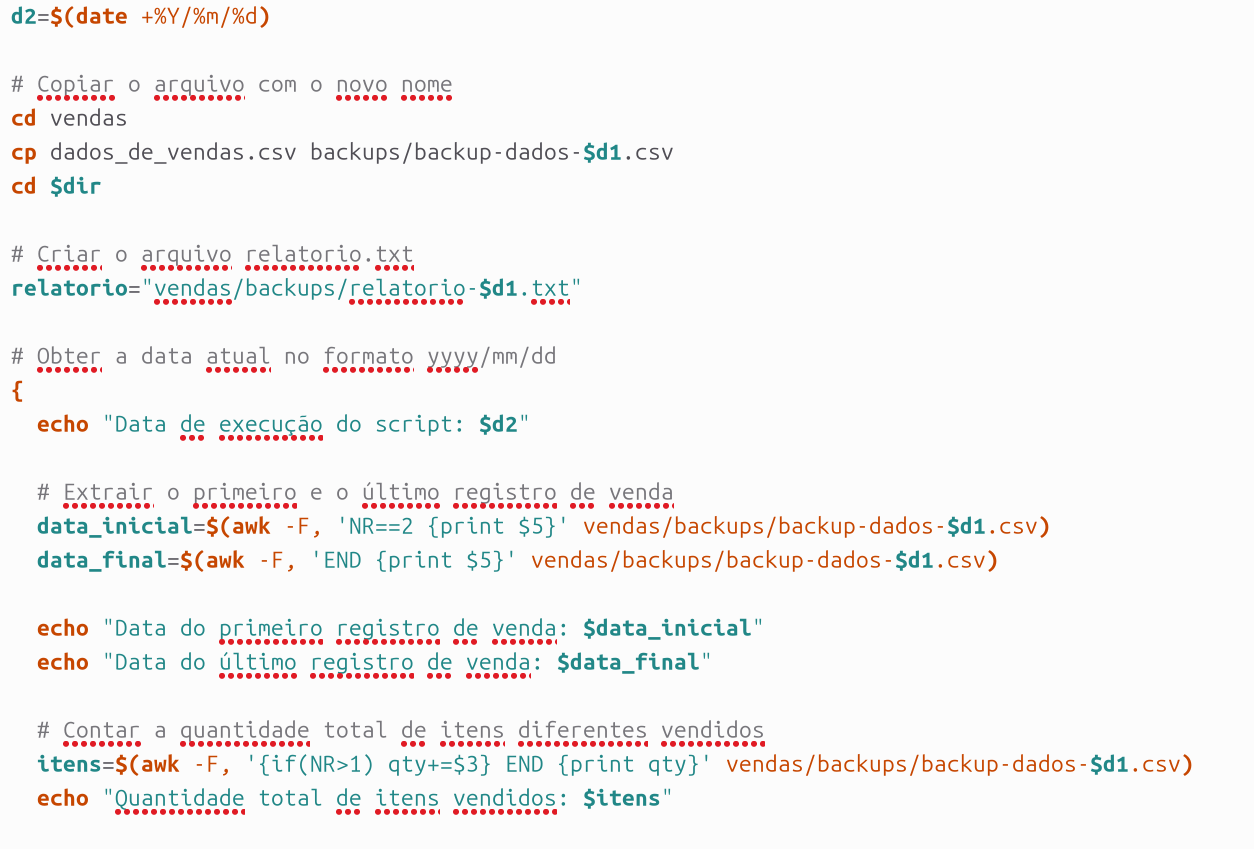 d2=$(date +%Y/%m/%d)
# Copiar o arquivo com o novo nome
cd vendas
cp dados_de_vendas.csv backups/backup-dados-$d1.csv
cd $dir
# Criar o arquivo relatorio.txt
relatorio="vendas/backups/relatorio-$d1.txt"
# Obter a data atual no formato yyyy/mm/dd
{
echo "Data de execução do script: $d2"
# Extrair o primeiro e o último registro de venda
data_inicial=$(awk -F, 'NR==2 {print $5}' vendas/backups/backup-dados-$d1.csv)
data_final=$(awk -F, 'END {print $5}' vendas/backups/backup-dados-$d1.csv)
echo "Data do primeiro registro de venda: $data_inicial"
echo "Data do último registro de venda: $data_final"
# Contar a quantidade total de itens diferentes vendidos
itens=$(awk -F, '{if(NR>1) qty+=$3} END {print qty}' vendas/backups/backup-dados-$d1.csv)
echo "Quantidade total de itens vendidos: $itens"